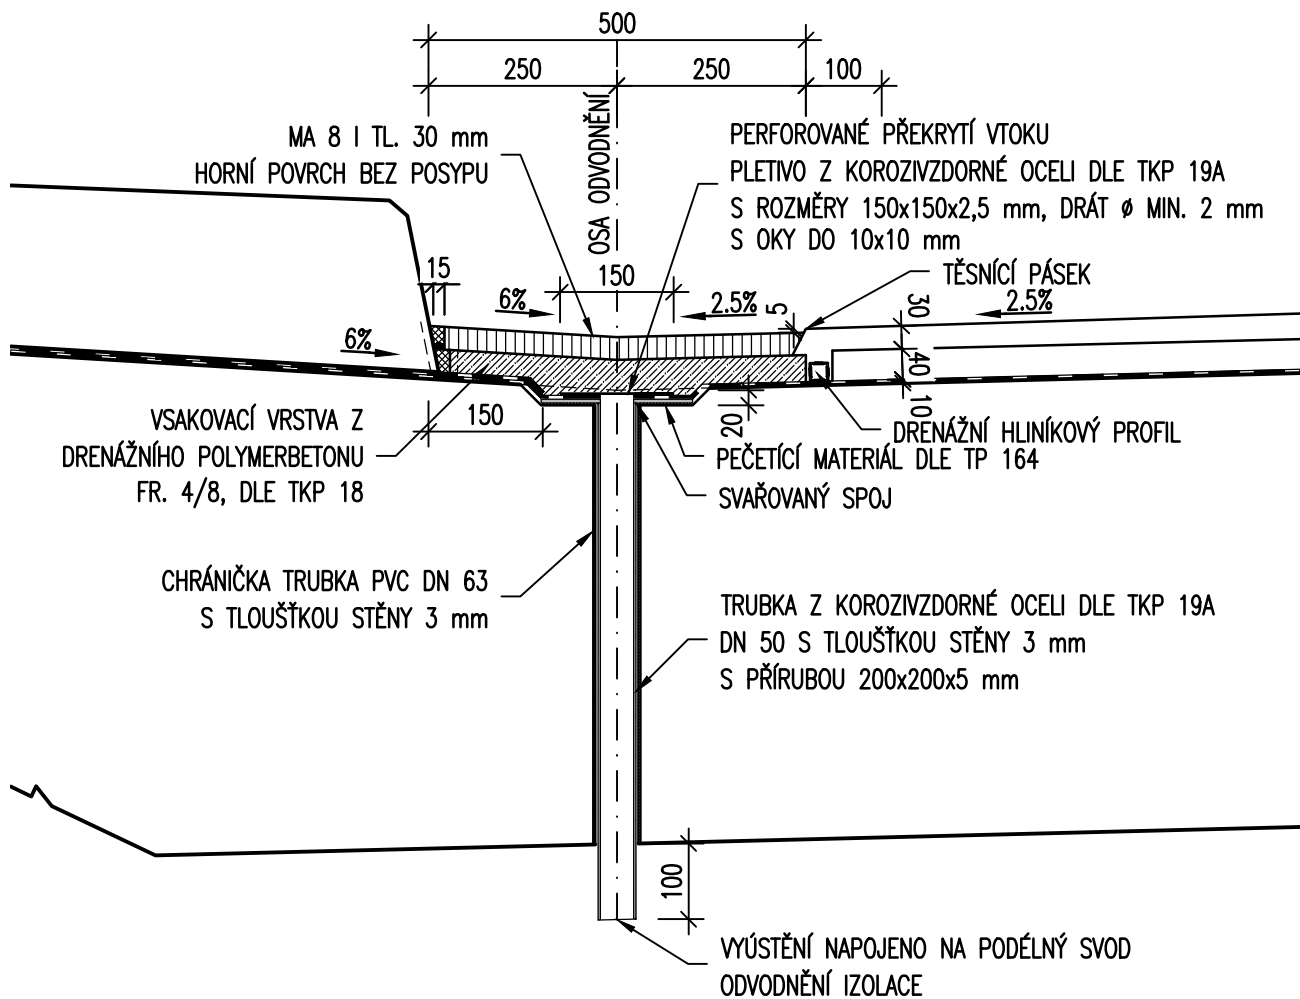 500
250
250
100
OSA ODVODNĚNÍ
MA 8 I TL. 30 mm
HORNÍ POVRCH BEZ POSYPU
PERFOROVANÉ PŘEKRYTÍ VTOKU
PLETIVO Z KOROZIVZDORNÉ OCELI DLE TKP 19A
S ROZMĚRY 150x150x2,5 mm, DRÁT ø MIN. 2 mm
S OKY DO 10x10 mm
TĚSNÍCÍ PÁSEK
15
150
6%
2.5%
5
2.5%
30
6%
40
10
VSAKOVACÍ VRSTVA Z
DRENÁŽNÍHO POLYMERBETONU
FR. 4/8, DLE TKP 18
150
20
DRENÁŽNÍ HLINÍKOVÝ PROFIL
PEČETÍCÍ MATERIÁL DLE TP 164
SVAŘOVANÝ SPOJ
CHRÁNIČKA TRUBKA PVC DN 63
S TLOUŠŤKOU STĚNY 3 mm
TRUBKA Z KOROZIVZDORNÉ OCELI DLE TKP 19A
DN 50 S TLOUŠŤKOU STĚNY 3 mm
S PŘÍRUBOU 200x200x5 mm
100
VYÚSTĚNÍ NAPOJENO NA PODÉLNÝ SVOD
ODVODNĚNÍ IZOLACE